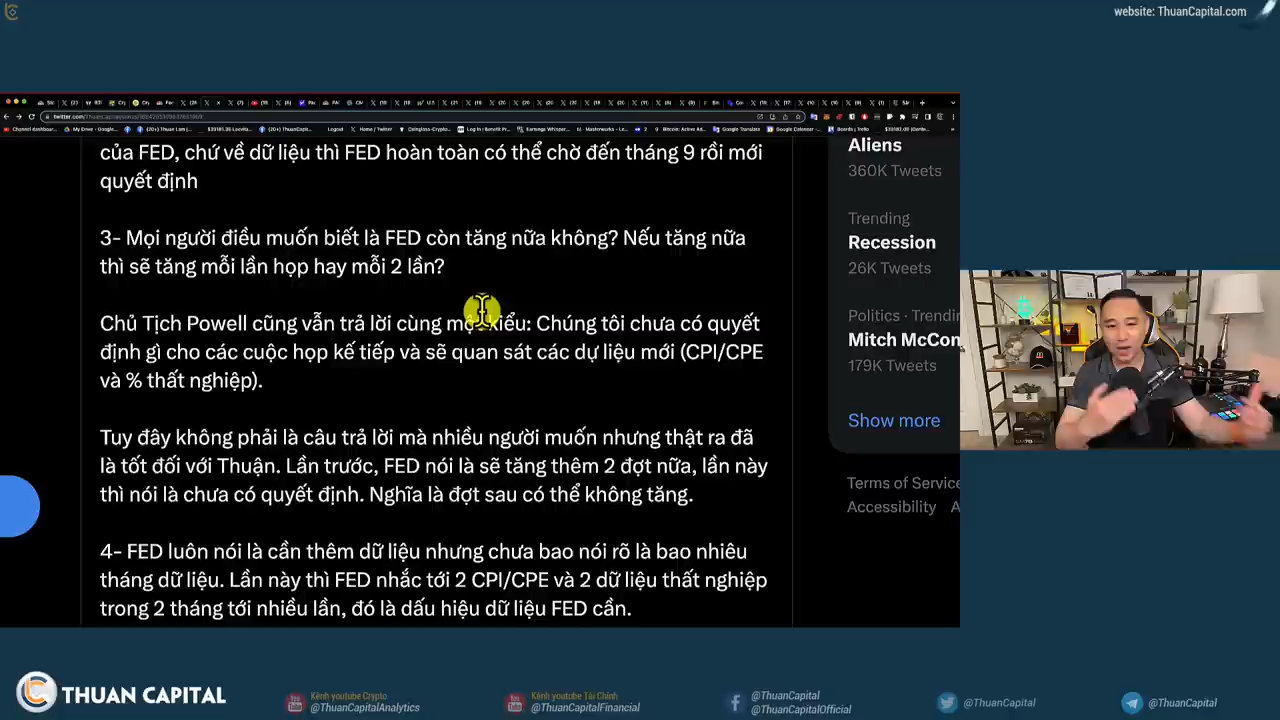 website: ThuanCapital.com
của FED, chứ về dữ liệu thì FED hoàn toàn có thể chờ đến tháng 9 rồi mới
quyết định
3- Mọi người điều muốn biết là FED còn tăng nữa không? Nếu tăng nữa
thì sẽ tăng mỗi lần họp hay mỗi 2 lần?
Chủ Tịch Powell cũng vẫn trả lời cùng một kiểu: Chúng tôi chưa có quyết
định gì cho các cuộc họp kế tiếp và sẽ quan sát các dự liệu mới (CPI/CPE
và % thất nghiệp).
Tuy đây không phải là câu trả lời mà nhiều người muốn nhưng thật ra đã
là tốt đối với Thuận. Lần trước, FED nói là sẽ tăng thêm 2 đợt nữa, lần này
thì nói là chưa có quyết định. Nghĩa là đợt sau có thể không tăng.
4- FED luôn nói là cần thêm dữ liệu nhưng chưa bao nói rõ là bao nhiêu
tháng dữ liệu. Lần này thì FED nhắc tới 2 CPI/CPE và 2 dữ liệu thất nghiệp
trong 2 tháng tới nhiều lần, đó là dấu hiệu dữ liệu FED cần.
Aliens
360K Tweets
Trending
Recession
26K Tweets
Politics · Trendin
Mitch McCon
179K Tweets
Show more
Terms of Service
Accessibility
THUAN CAPITAL
Kênh youtube Crypto
@ThuanCapitalAnalytics
Kênh youtube Tài Chính
@ThuanCapitalFinancial
@ThuanCapital
@ThuanCapitalOfficial
@ThuanCapital
@ThuanCapital